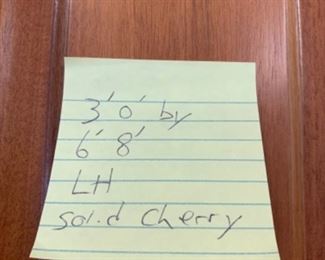 3'0' by
6' 8'
LH
solid Cherry